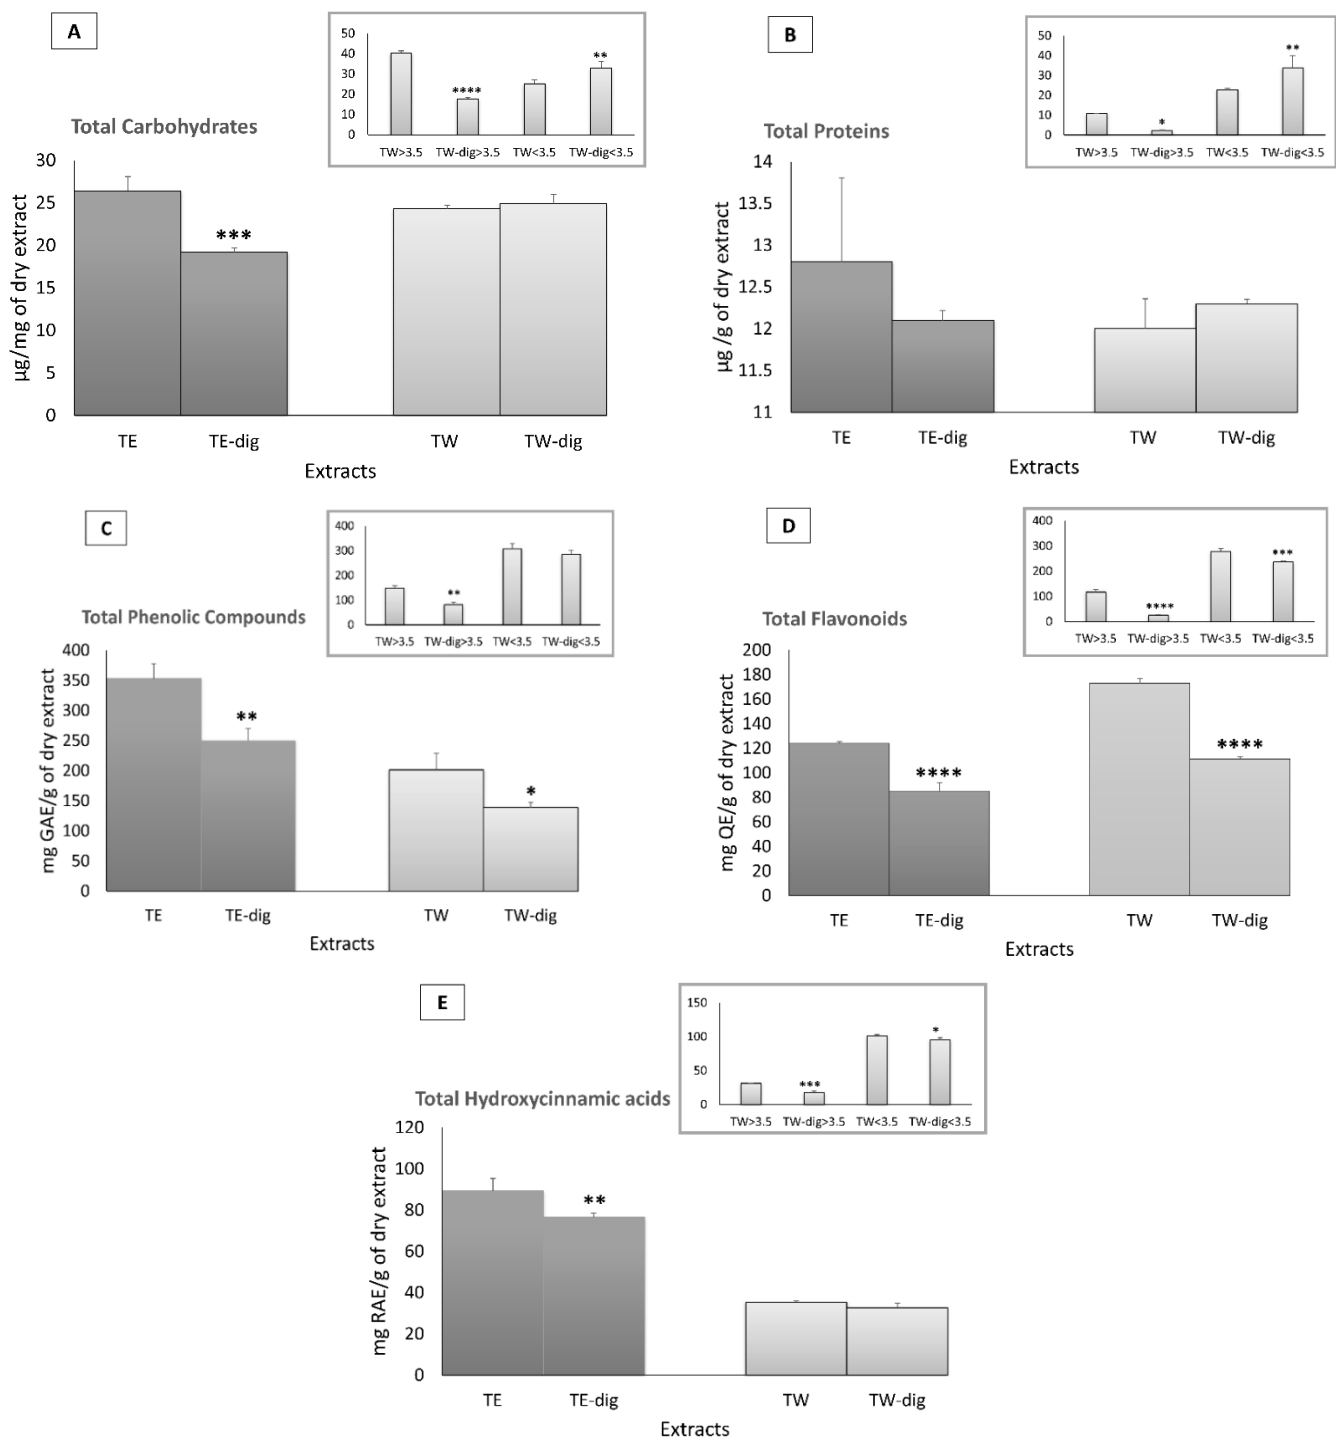 A
50
40
30
20
10
0
**
****
TW>3.5 TW-dig>3.5 TW<3.5 TW-dig<3.5
Total Carbohydrates
µg/mg of dry extract
30
25
20
15
10
5
0
***
TE TE-dig TW TW-dig
Extracts
B
50
40
30
20
10
0
**
*
TW>3.5 TW-dig>3.5 TW<3.5 TW-dig<3.5
Total Proteins
µg /g of dry extract
14
13.5
13
12.5
12
11.5
11
TE TE-dig TW TW-dig
Extracts
C
400
300
200
100
0
**
TW>3.5 TW-dig>3.5 TW<3.5 TW-dig<3.5
Total Phenolic Compounds
mg GAE/g of dry extract
400
350
300
250
200
150
100
50
0
**
*
TE TE-dig TW TW-dig
Extracts
D
400
300
200
100
0
***
****
TW>3.5 TW-dig>3.5 TW<3.5 TW-dig<3.5
Total Flavonoids
mg QE/g of dry extract
200
180
160
140
120
100
80
60
40
20
0
****
****
TE TE-dig TW TW-dig
Extracts
E
150
100
50
0
*
***
TW>3.5 TW-dig>3.5 TW<3.5 TW-dig<3.5
Total Hydroxycinnamic acids
mg RAE/g of dry extract
120
100
80
60
40
20
0
**
TE TE-dig TW TW-dig
Extracts